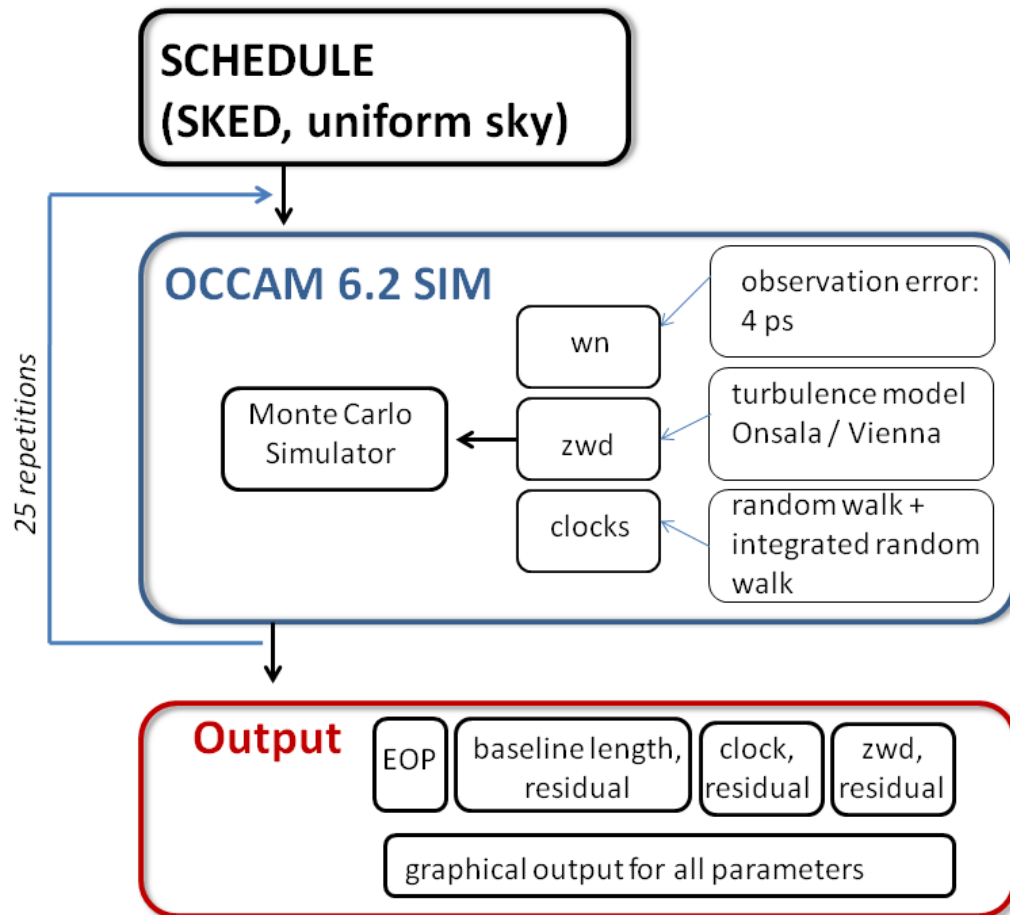 SCHEDULE
(SKED, uniform sky)
25 repetitions
OCCAM 6.2 SIM
wn
observation error:
4 ps
Monte Carlo
Simulator
zwd
turbulence model
Onsala / Vienna
clocks
random walk +
integrated random
walk
Output
EOP
baseline length,
residual
clock,
residual
zwd,
residual
graphical output for all parameters